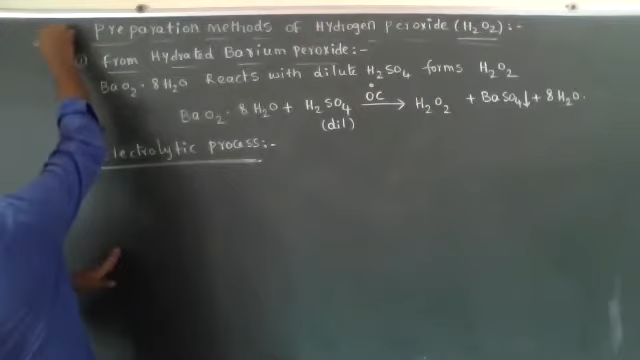 Preparation methods of Hydrogen Peroxide (H₂O₂):-
from Hydrated Barium Peroxide:-
BaO₂·8H₂O Reacts with dilute H₂SO₄ forms H₂O₂
BaO₂·8H₂O + H₂SO₄ (dil) 0°C → H₂O₂ + BaSO₄↓ + 8H₂O.
process:-